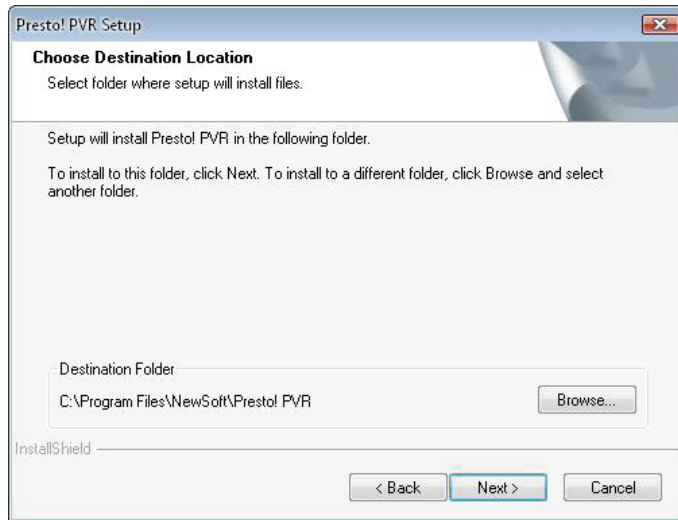 Presto! PVR Setup
Choose Destination Location
Select folder where setup will install files.
Setup will install Presto! PVR in the following folder.
To install to this folder, click Next. To install to a different folder, click Browse and select
another folder.
Destination Folder
C:\Program Files\NewSoft\Presto! PVR
Browse...
InstallShield
< Back
Next >
Cancel